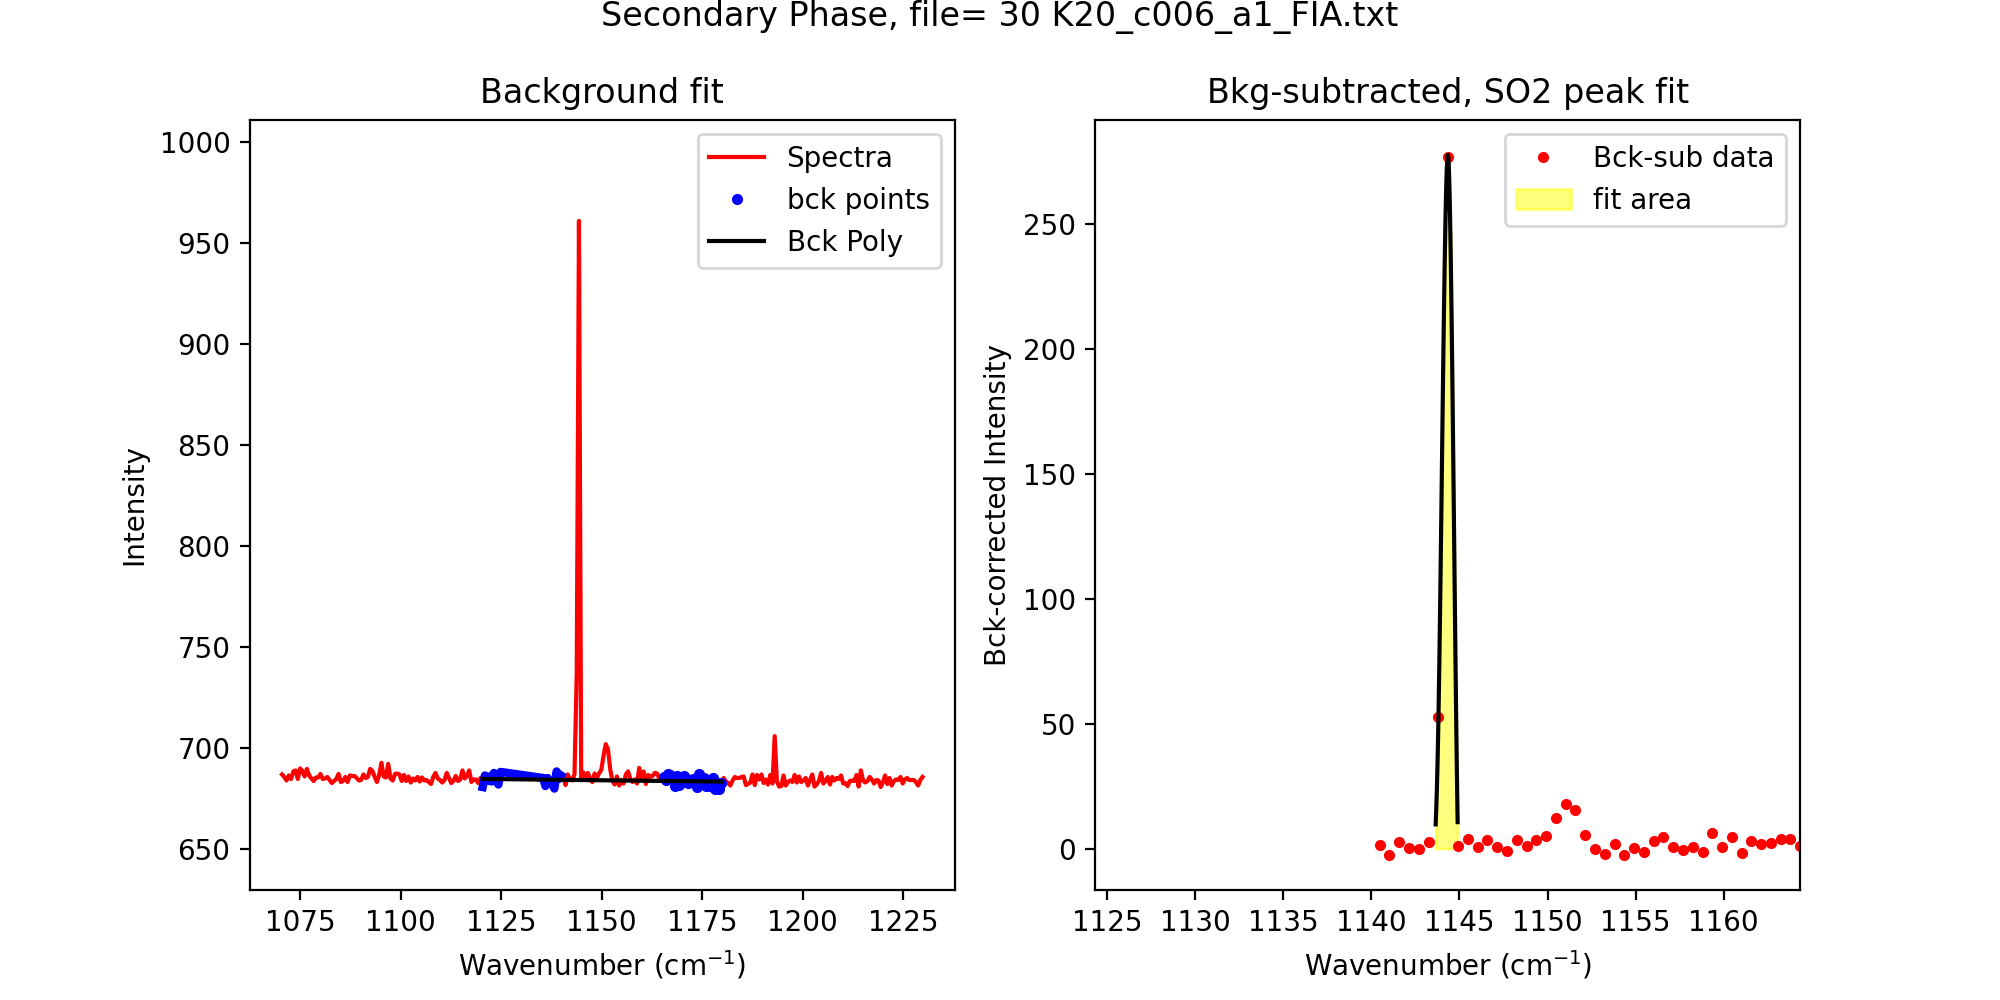 Secondary Phase, file= 30 K20_c006_a1_FIA.txt
Background fit
Spectra
bck points
Bck Poly
1000
950
900
850
800
750
700
650
Intensity
1075 1100 1125 1150 1175 1200 1225
Wavenumber (cm⁻¹)
Bkg-subtracted, SO2 peak fit
Bck-sub data
fit area
250
200
150
100
50
0
Bck-corrected Intensity
1125 1130 1135 1140 1145 1150 1155 1160
Wavenumber (cm⁻¹)